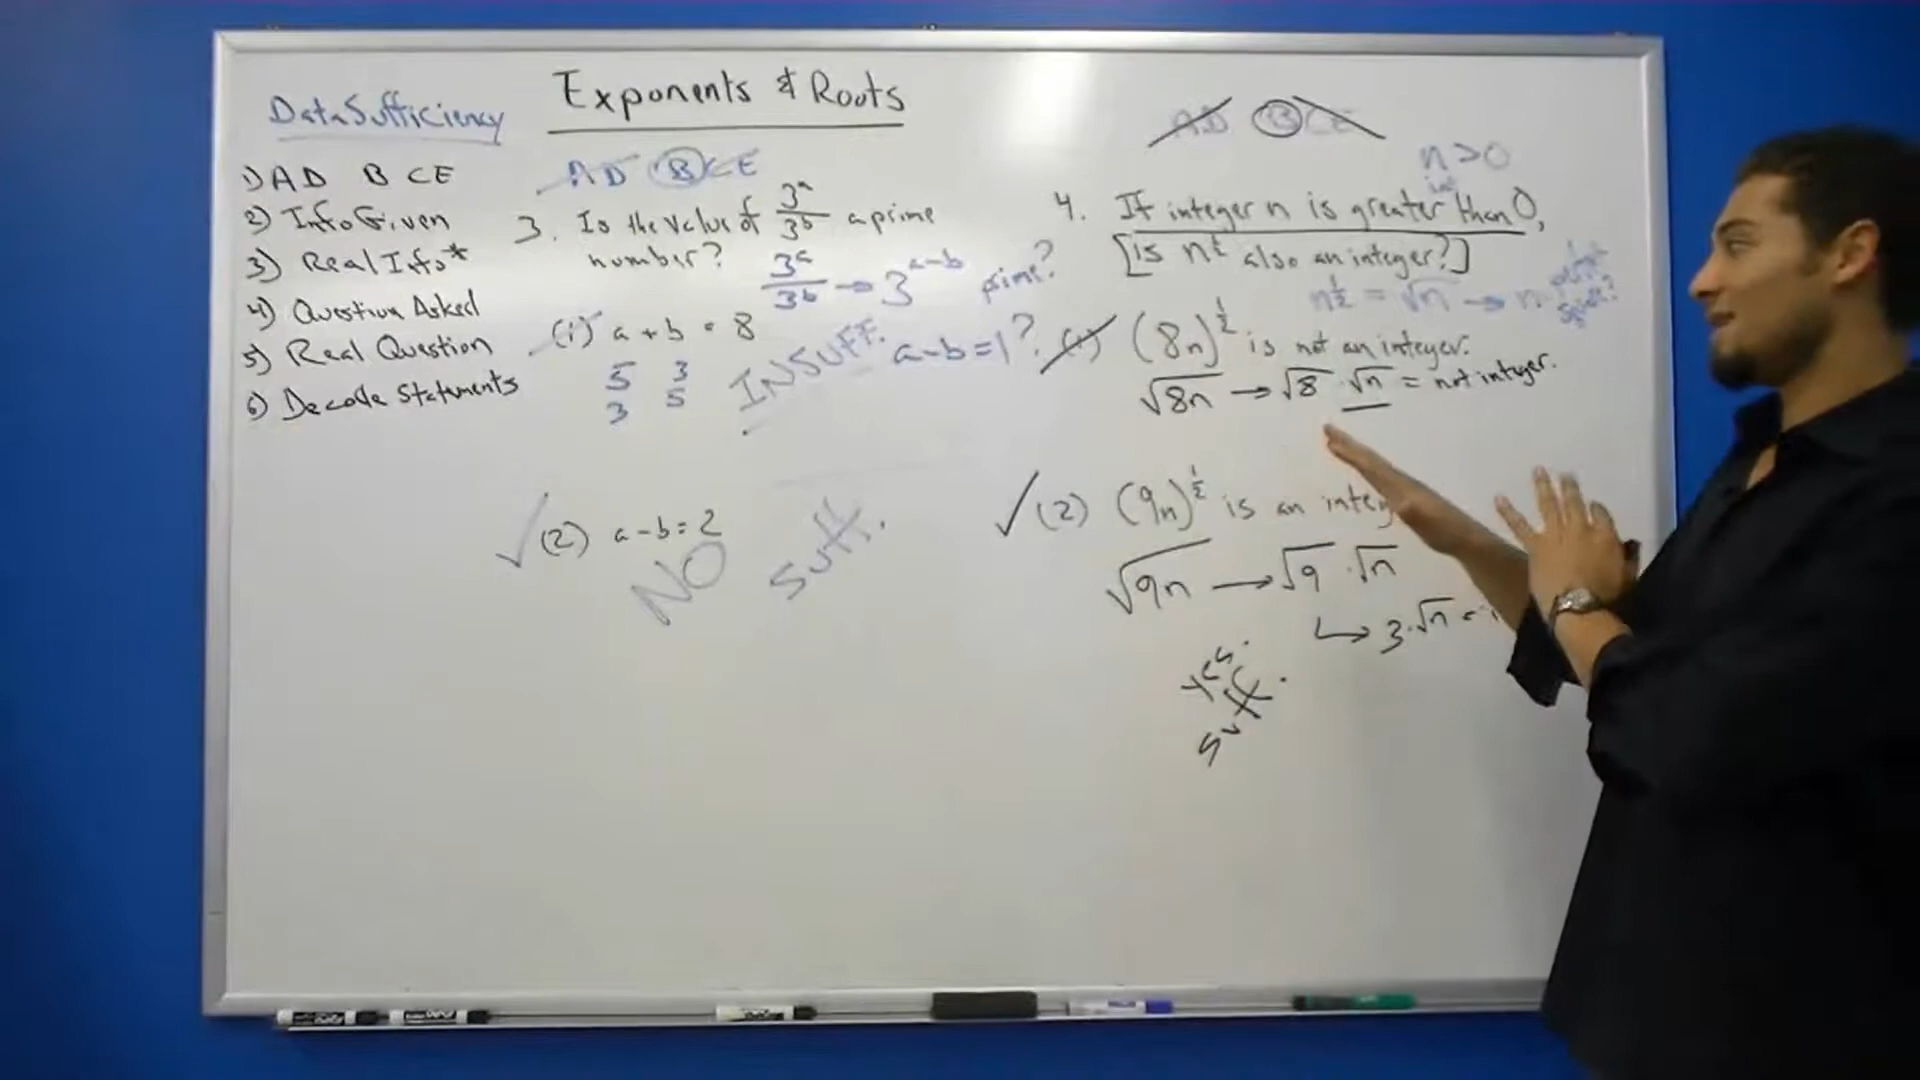 Exponents & Roots
Data Sufficiency
1) AD B CE
2) Info Given
3) Real Info*
4) Question Asked
5) Real Question
6) Decode Statements
AD B CE
3. Is the value of 3^a/3^b a prime
number?
3^a/3^b → 3^(a-b) prime?
a-b=1?
(1) a + b = 8
5 3
3 5
INSUFF.
✓ (2) a-b=2
NO
Suff.
AD B CE
n>0
int
4. If integer n is greater than 0,
[is n^½ also an integer?]
n^½ = √n → n perfect
square?
(1) (8n)^½ is not an integer.
√8n → √8 · √n = not integer.
✓ (2) (9n)^½ is an
√9n → √9 · √n
↳ 3·√n =
Yes.
Suff.